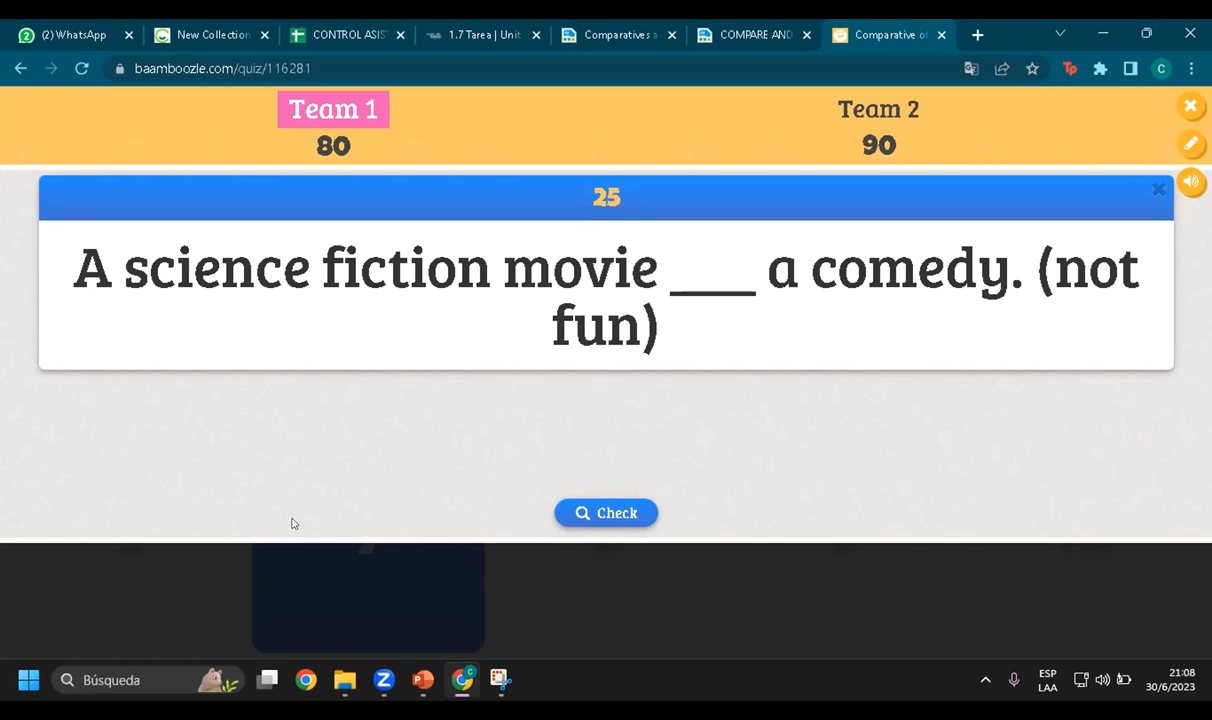 (2) WhatsApp
New Collection
CONTROL ASIS
1.7 Tarea | Unit
Comparatives a
COMPARE AND
Comparative of
baamboozle.com/quiz/116281
C
Team 1
Team 2
80
90
25
A science fiction movie ___ a comedy. (not
fun)
Check
Búsqueda
ESP
LAA
21:08
30/6/2023